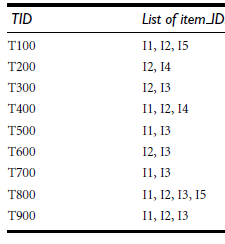 TID List of item_ID
T100 I1, I2, I5
T200 I2, I4
T300 I2, I3
T400 I1, I2, I4
T500 I1, I3
T600 I2, I3
T700 I1, I3
T800 I1, I2, I3, I5
T900 I1, I2, I3